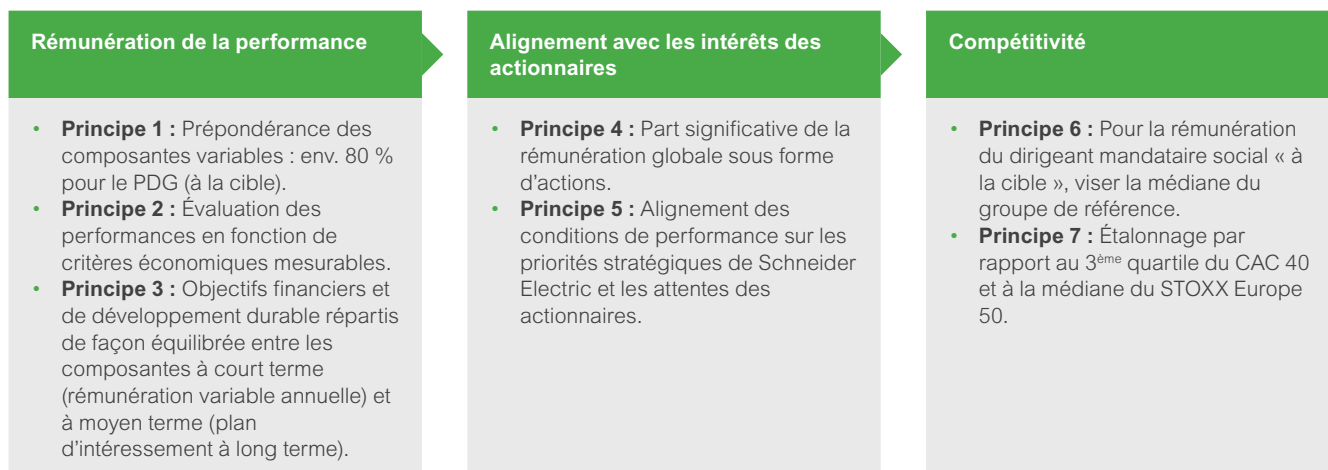 Rémunération de la performance
• Principe 1 : Prépondérance des
composantes variables : env. 80 %
pour le PDG (à la cible).
• Principe 2 : Évaluation des
performances en fonction de
critères économiques mesurables.
• Principe 3 : Objectifs financiers et
de développement durable répartis
de façon équilibrée entre les
composantes à court terme
(rémunération variable annuelle) et
à moyen terme (plan
d'intéressement à long terme).
Alignement avec les intérêts des
actionnaires
• Principe 4 : Part significative de la
rémunération globale sous forme
d'actions.
• Principe 5 : Alignement des
conditions de performance sur les
priorités stratégiques de Schneider
Electric et les attentes des
actionnaires.
Compétitivité
• Principe 6 : Pour la rémunération
du dirigeant mandataire social « à
la cible », viser la médiane du
groupe de référence.
• Principe 7 : Étalonnage par
rapport au 3ème quartile du CAC 40
et à la médiane du STOXX Europe
50.